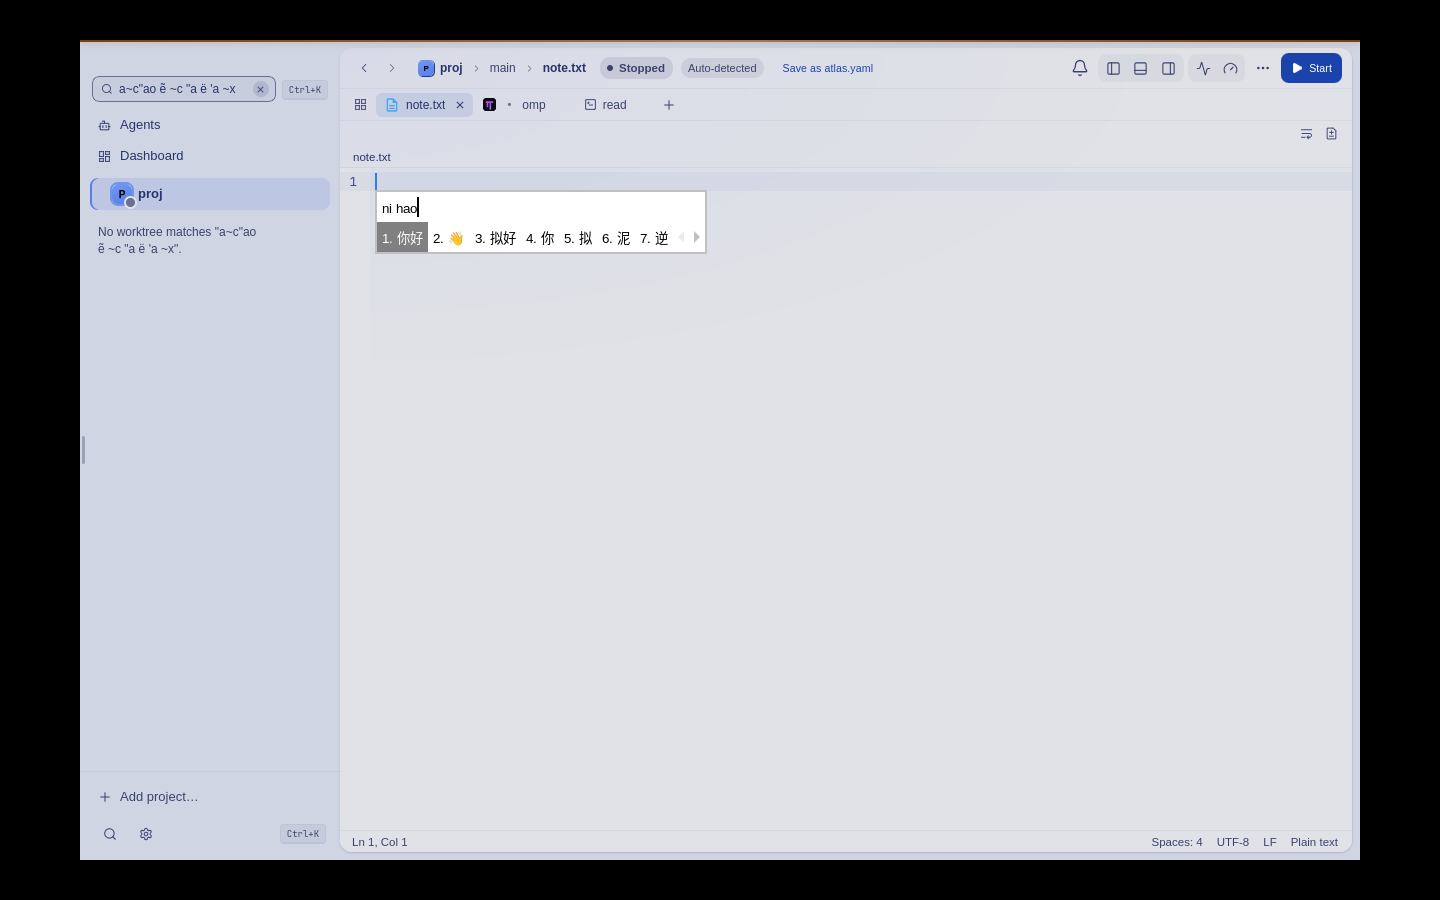 a~c"ao ẽ ~c "a ë 'a ~x
Ctrl+K
Agents
Dashboard
P proj
No worktree matches "a~c"ao
ẽ ~c "a ë 'a ~x".
Add project…
Ctrl+K
P proj main note.txt Stopped Auto-detected Save as atlas.yaml Start
note.txt omp read
note.txt
1
ni hao
1. 你好 2. 👋 3. 拟好 4. 你 5. 拟 6. 泥 7. 逆
Ln 1, Col 1 Spaces: 4 UTF-8 LF Plain text